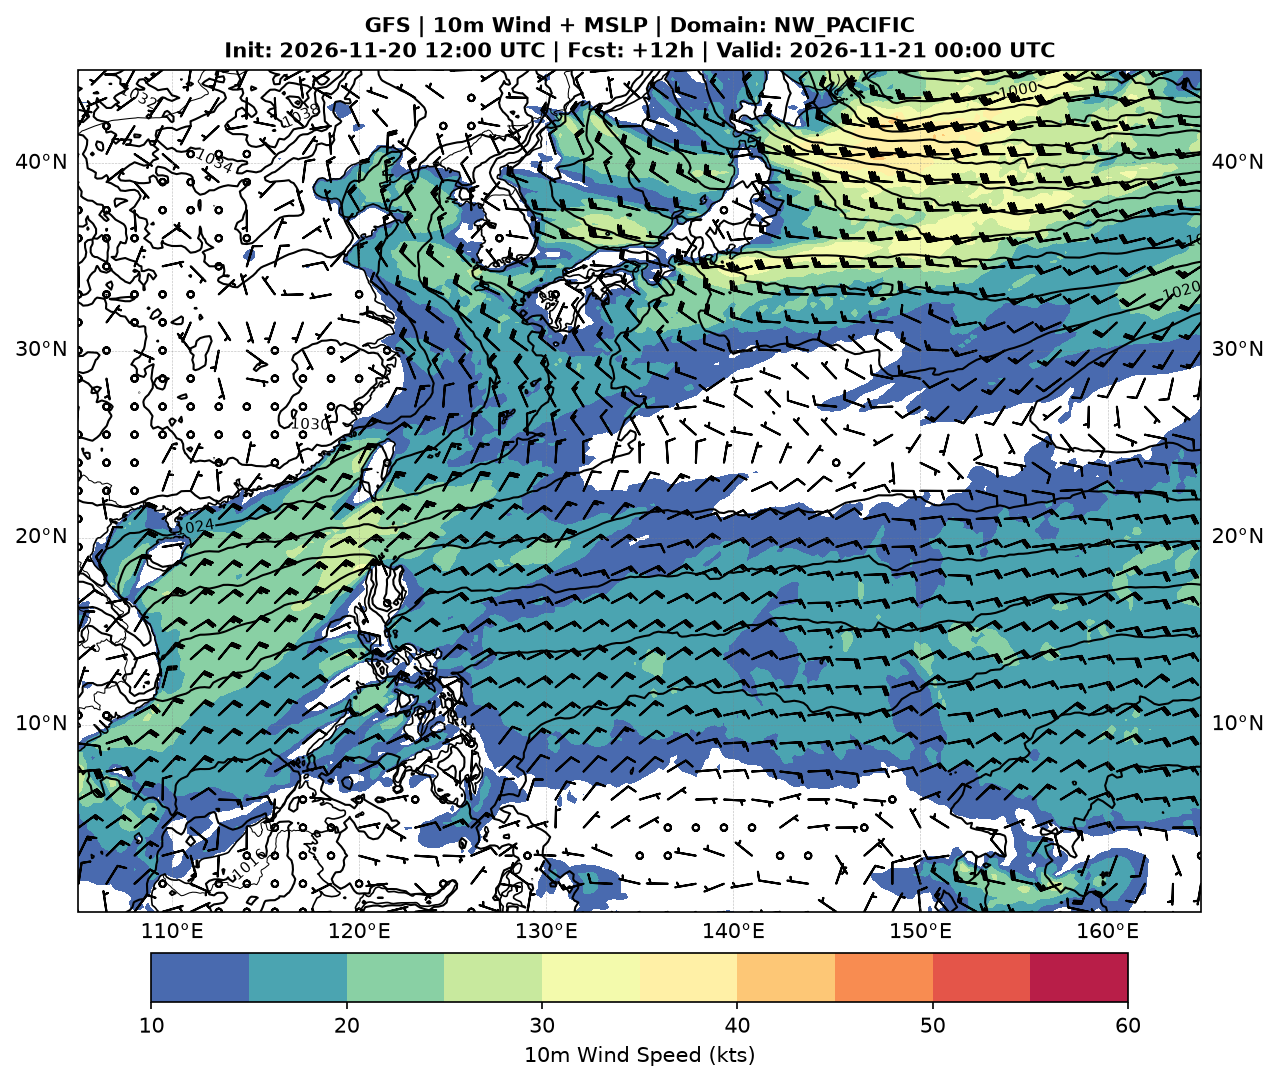 GFS | 10m Wind + MSLP | Domain: NW_PACIFIC
Init: 2026-11-20 12:00 UTC | Fcst: +12h | Valid: 2026-11-21 00:00 UTC
1000
1034
40°N
40°N
1020
30°N
30°N
1030
1024
20°N
20°N
10°N
10°N
1016
110°E
120°E
130°E
140°E
150°E
160°E
10
20
30
40
50
60
10m Wind Speed (kts)